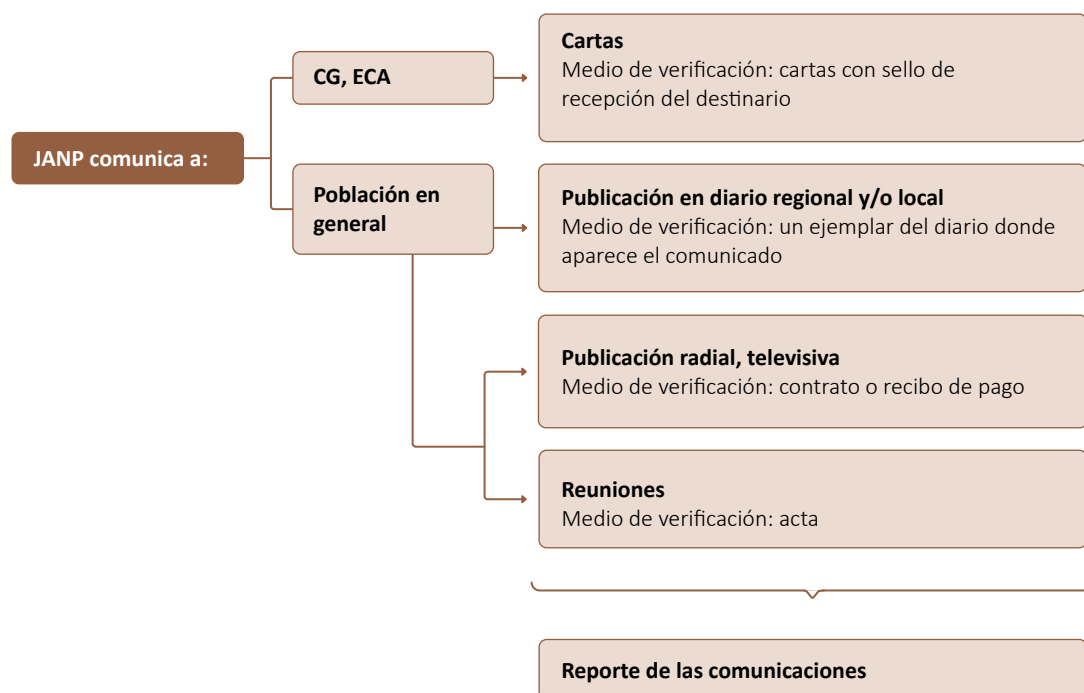 JANP comunica a:
CG, ECA
Cartas
Medio de verificación: cartas con sello de
recepción del destinario
Población en
general
Publicación en diario regional y/o local
Medio de verificación: un ejemplar del diario donde
aparece el comunicado
Publicación radial, televisiva
Medio de verificación: contrato o recibo de pago
Reuniones
Medio de verificación: acta
Reporte de las comunicaciones